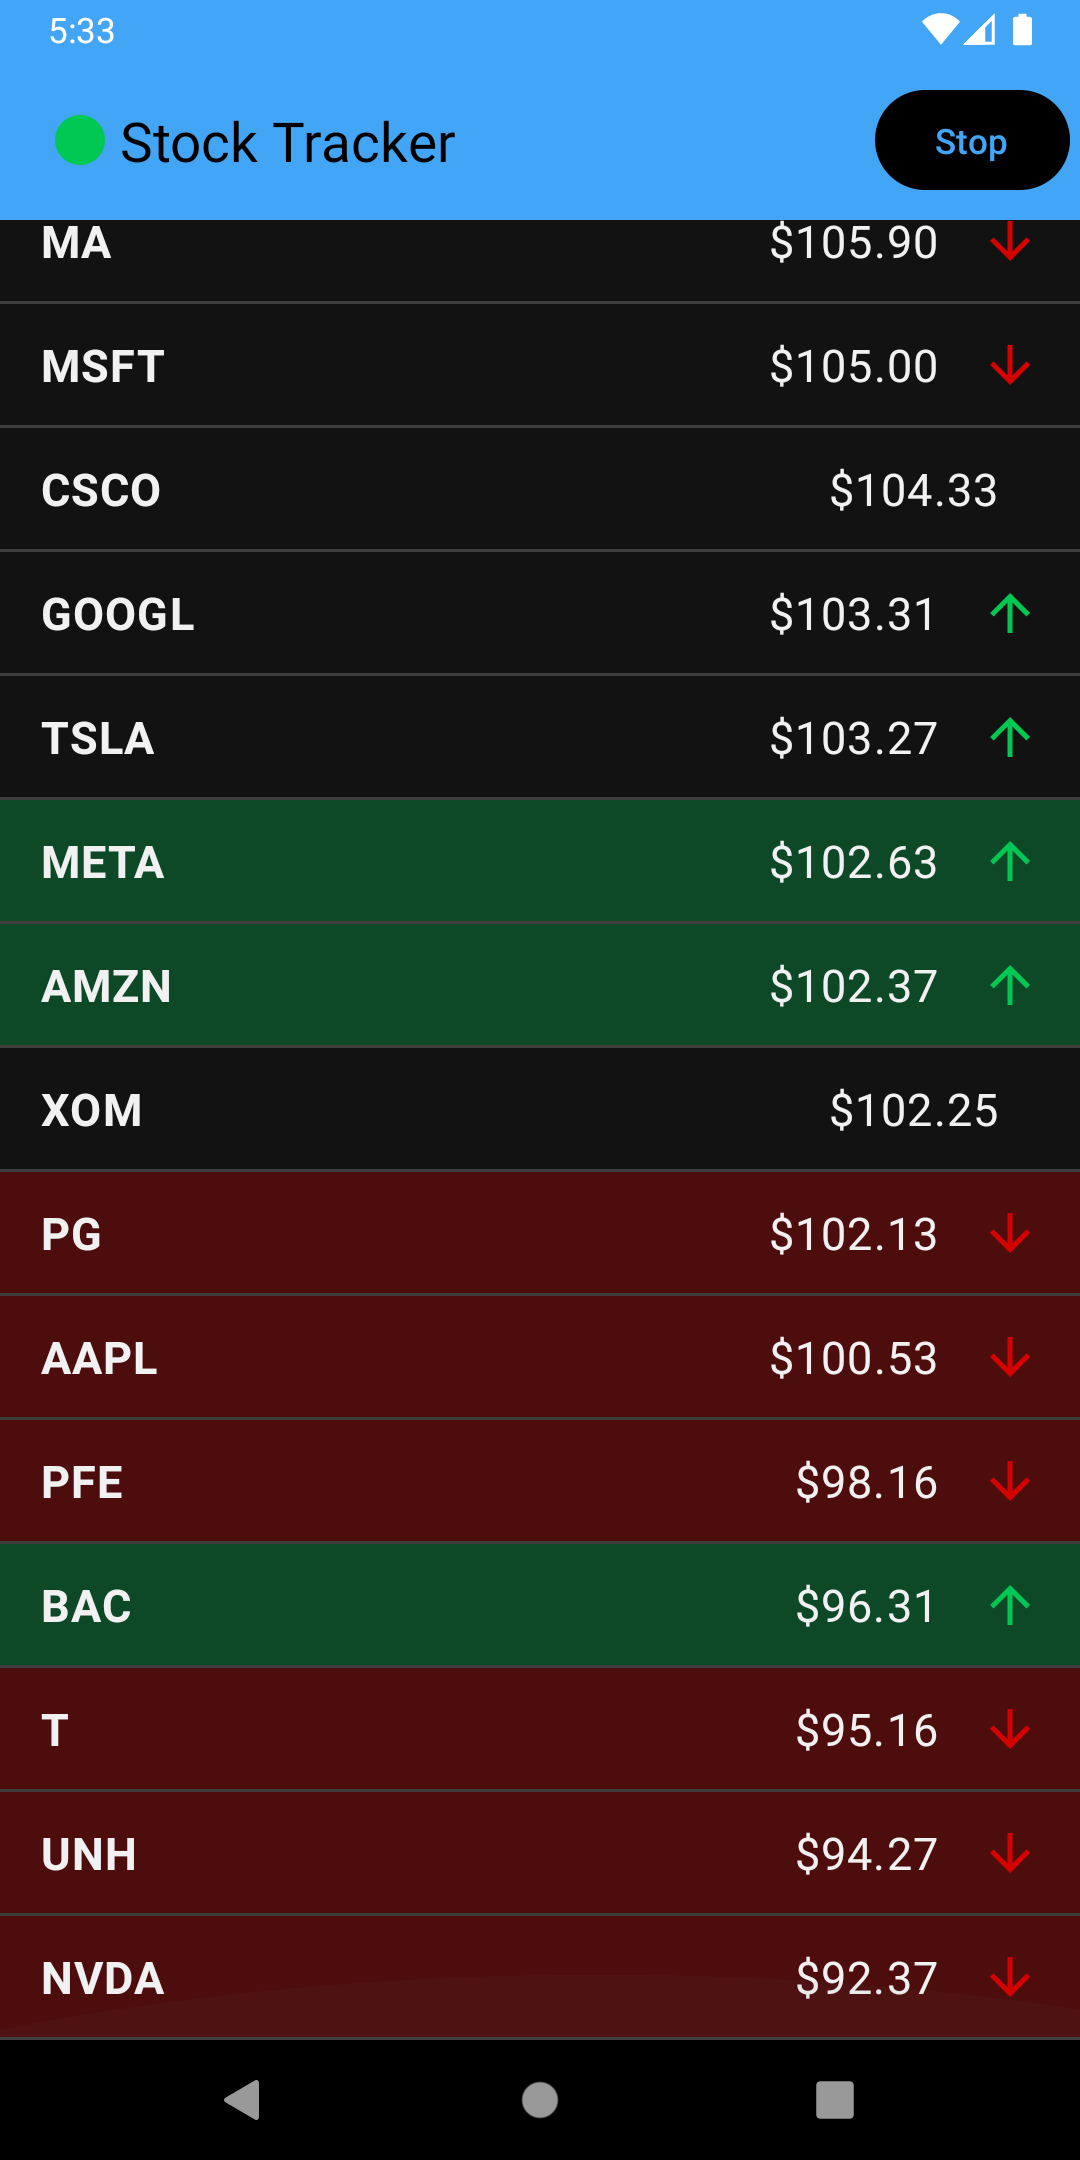 5:33
Stock Tracker Stop
MA $105.90
MSFT $105.00
CSCO $104.33
GOOGL $103.31
TSLA $103.27
META $102.63
AMZN $102.37
XOM $102.25
PG $102.13
AAPL $100.53
PFE $98.16
BAC $96.31
T $95.16
UNH $94.27
NVDA $92.37